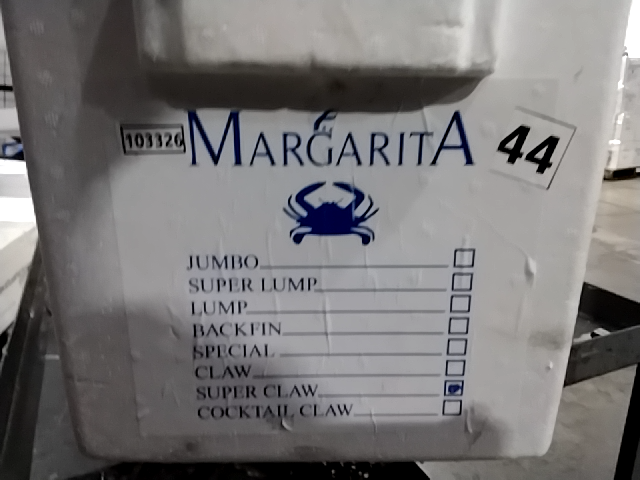 103326
MARGARITA
44
JUMBO
SUPER LUMP
LUMP
BACKFIN
SPECIAL
CLAW
SUPER CLAW
COCKTAIL CLAW